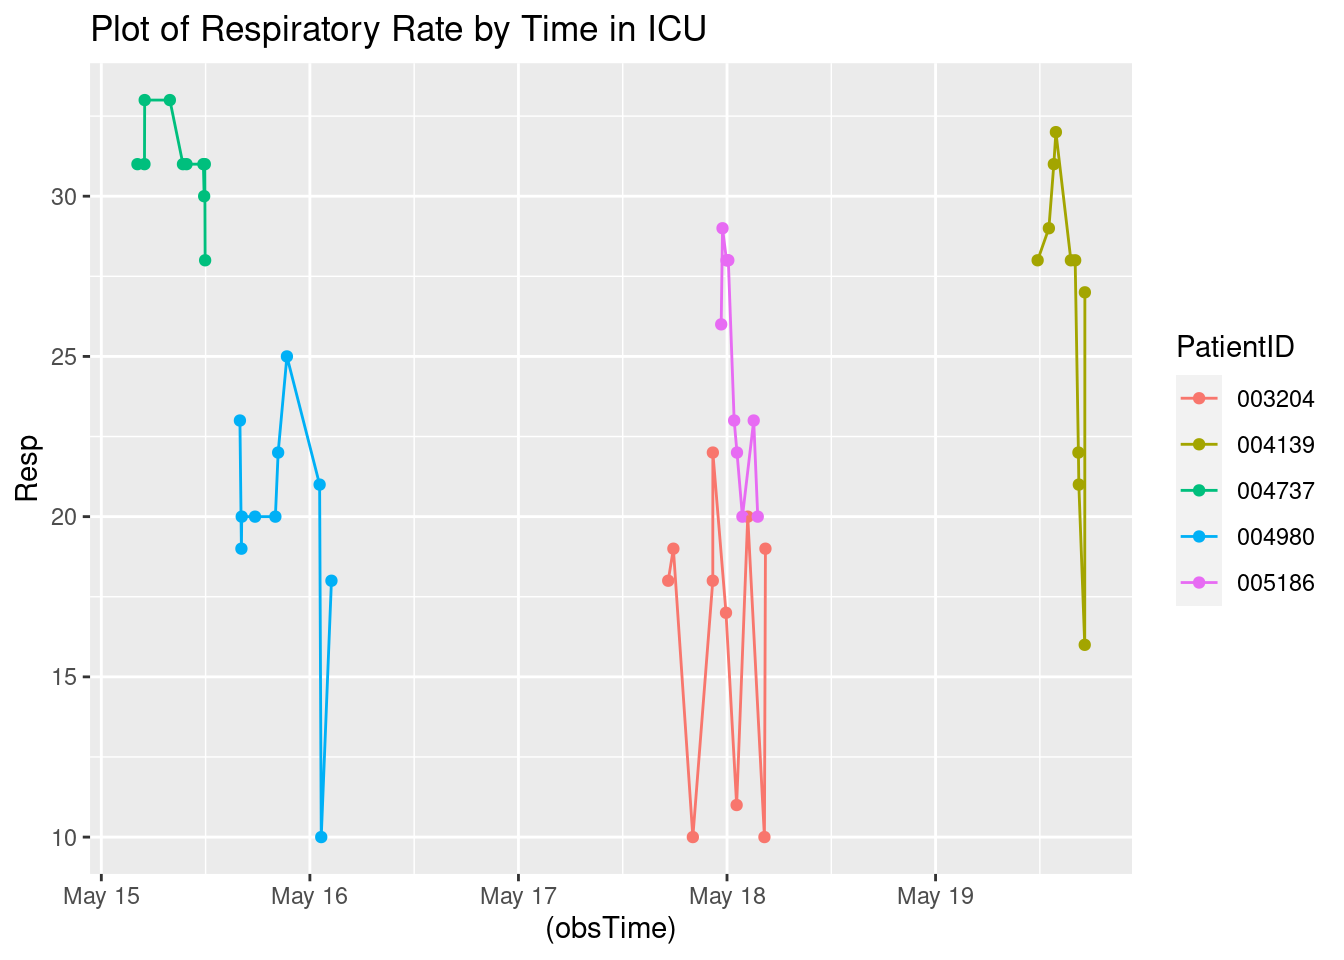 Plot of Respiratory Rate by Time in ICU
Resp
30
25
20
15
10
May 15
May 16
May 17
May 18
May 19
(obsTime)
PatientID
003204
004139
004737
004980
005186